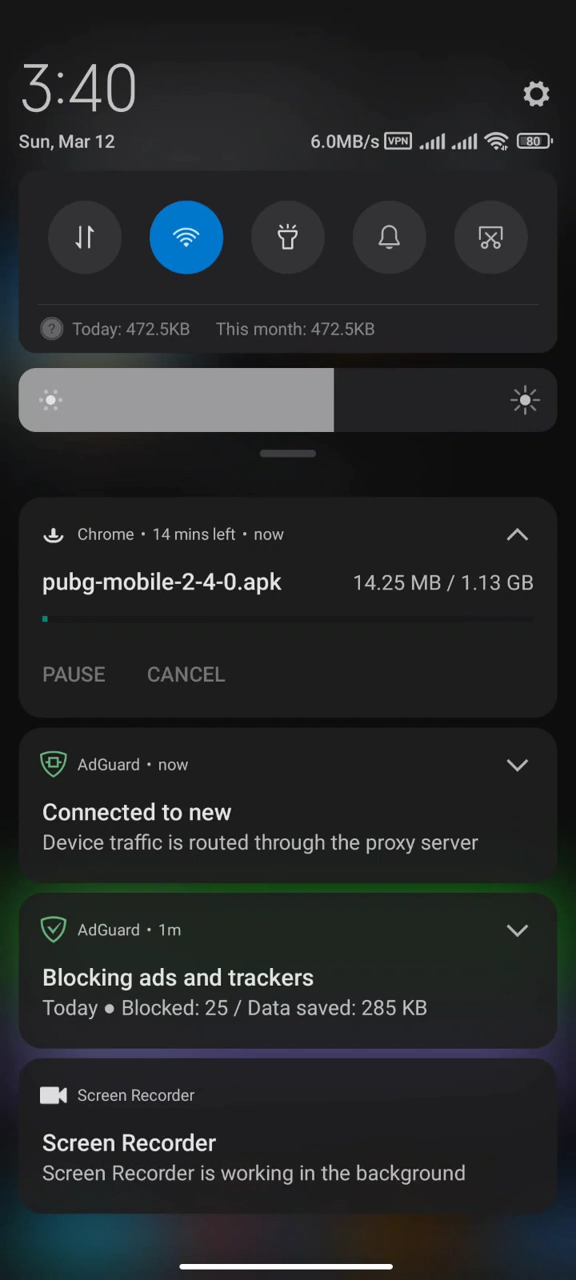 3:40
Sun, Mar 12
6.0MB/s VPN 80
? Today: 472.5KB This month: 472.5KB
Chrome • 14 mins left • now
pubg-mobile-2-4-0.apk 14.25 MB / 1.13 GB
PAUSE CANCEL
AdGuard • now
Connected to new
Device traffic is routed through the proxy server
AdGuard • 1m
Blocking ads and trackers
Today ● Blocked: 25 / Data saved: 285 KB
Screen Recorder
Screen Recorder
Screen Recorder is working in the background